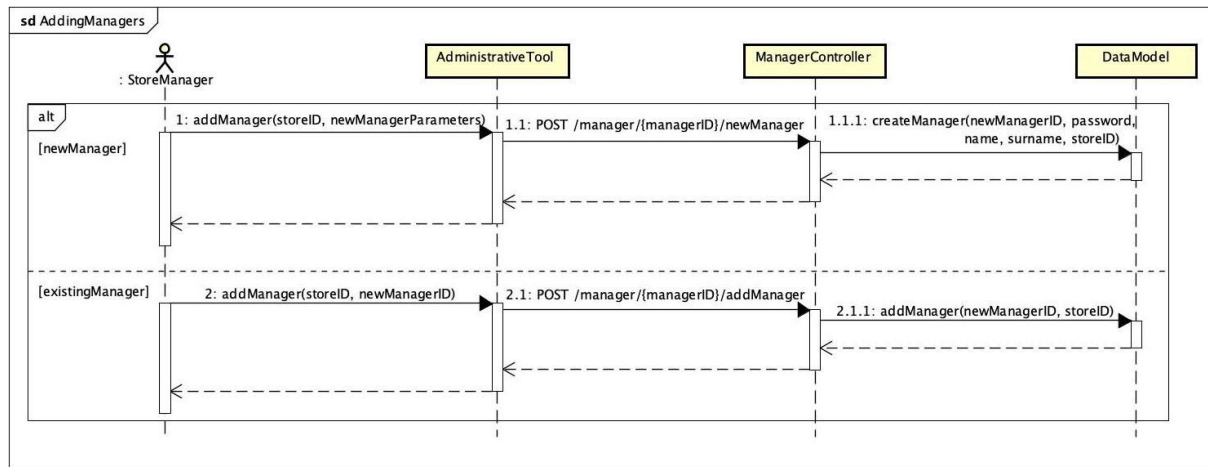 sd AddingManagers
: StoreManager
AdministrativeTool
ManagerController
DataModel
alt
[newManager]
1: addManager(storeID, newManagerParameters)
1.1: POST /manager/{managerID}/newManager
1.1.1: createManager(newManagerID, password,
name, surname, storeID)
[existingManager]
2: addManager(storeID, newManagerID)
2.1: POST /manager/{managerID}/addManager
2.1.1: addManager(newManagerID, storeID)